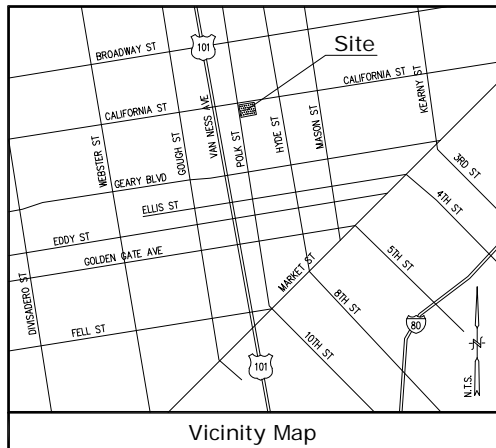 BROADWAY ST
101
Site
CALIFORNIA ST
CALIFORNIA ST
WEBSTER ST
GOUGH ST
VAN NESS AVE
POLK ST
HYDE ST
MASON ST
KEARNY ST
GEARY BLVD
3RD ST
ELLIS ST
4TH ST
EDDY ST
5TH ST
GOLDEN GATE AVE
MARKET ST
DIVISADERO ST
8TH ST
FELL ST
80
10TH ST
101
N
N.T.S.
Vicinity Map